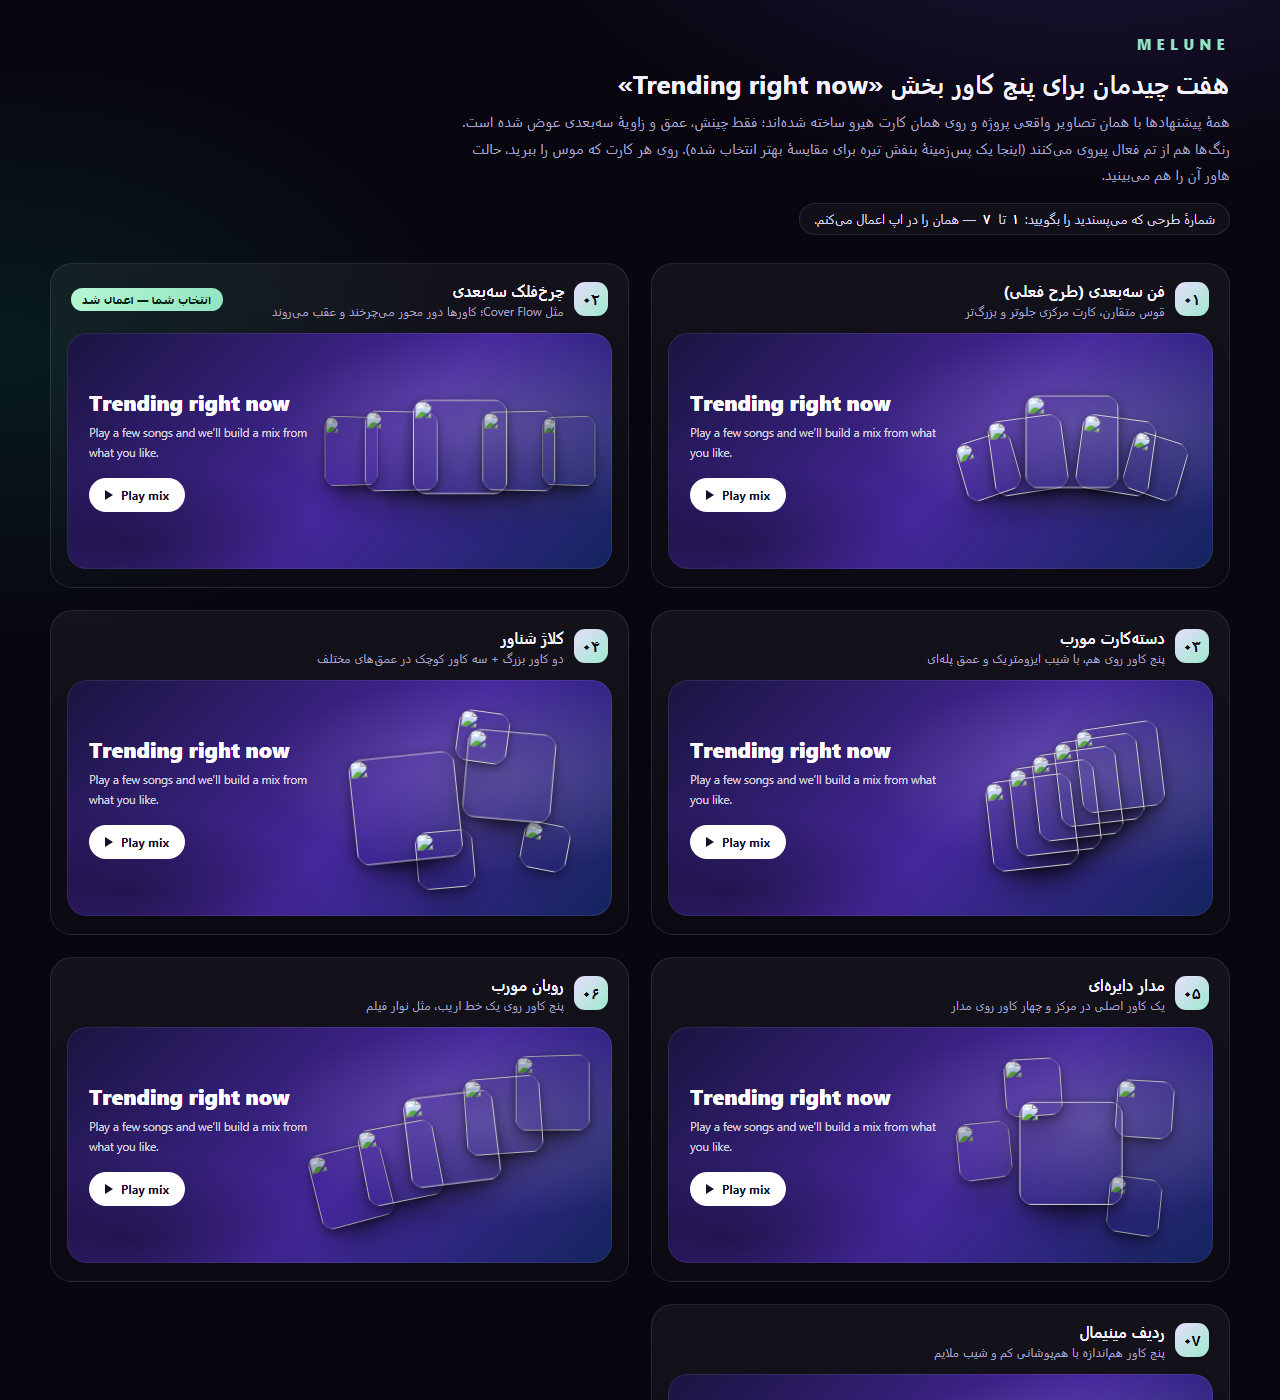 MELUNE
هفت چیدمان برای پنج کاور بخش «Trending right now»
همهٔ پیشنهادها با همان تصاویر واقعی پروژه و روی همان کارت هیرو ساخته شده‌اند؛ فقط چینش، عمق و زاویهٔ سه‌بعدی عوض شده است.
رنگ‌ها هم از تم فعال پیروی می‌کنند (اینجا یک پس‌زمینهٔ بنفش تیره برای مقایسهٔ بهتر انتخاب شده). روی هر کارت که موس را ببرید، حالت
هاور آن را هم می‌بینید.
شمارهٔ طرحی که می‌پسندید را بگویید: ۱ تا ۷ — همان را در اپ اعمال می‌کنم.
۰۱
فن سه‌بعدی (طرح فعلی)
قوس متقارن، کارت مرکزی جلوتر و بزرگ‌تر
Trending right now
Play a few songs and we'll build a mix from what
you like.
Play mix
۰۲
چرخ‌فلک سه‌بعدی
مثل Cover Flow؛ کاورها دور محور می‌چرخند و عقب می‌روند
انتخاب شما — اعمال شد
Trending right now
Play a few songs and we'll build a mix from
what you like.
Play mix
۰۳
دسته‌کارت مورب
پنج کاور روی هم، با شیب ایزومتریک و عمق پله‌ای
Trending right now
Play a few songs and we'll build a mix from what
you like.
Play mix
۰۴
کلاژ شناور
دو کاور بزرگ + سه کاور کوچک در عمق‌های مختلف
Trending right now
Play a few songs and we'll build a mix from
what you like.
Play mix
۰۵
مدار دایره‌ای
یک کاور اصلی در مرکز و چهار کاور روی مدار
Trending right now
Play a few songs and we'll build a mix from what
you like.
Play mix
۰۶
روبان مورب
پنج کاور روی یک خط اریب، مثل نوار فیلم
Trending right now
Play a few songs and we'll build a mix from
what you like.
Play mix
۰۷
ردیف مینیمال
پنج کاور هم‌اندازه با هم‌پوشانی کم و شیب ملایم